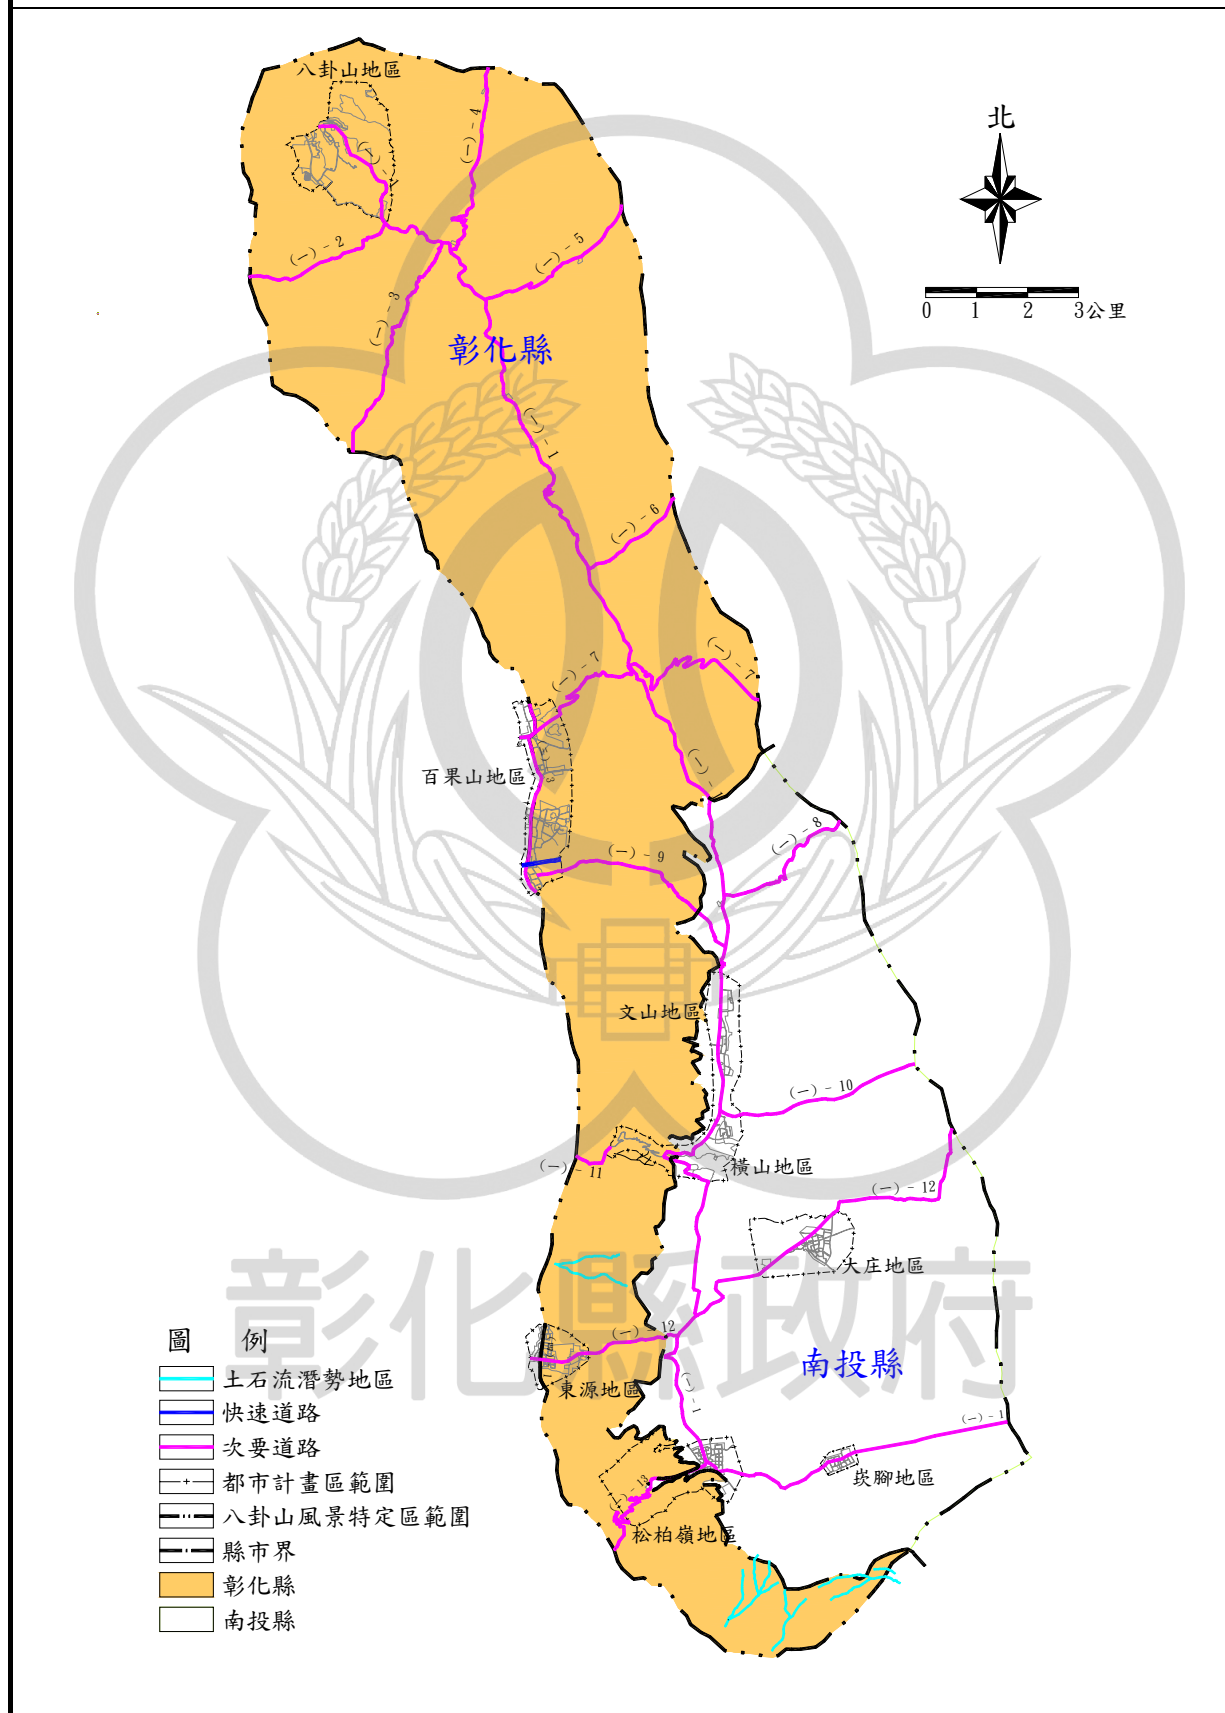 八卦山地區
北
(一)-4
(一)-1
(一)-5
(一)-2
(一)-3
0 1 2 3公里
彰化縣
(一)-1
(一)-6
(一)-7
(一)-7
百果山地區
(一)-
(一)-8
(一)-9
文山地區
(一)-10
橫山地區
(一)-11
(一)-12
大庄地區
彰化縣政府
(一)-12
南投縣
東源地區
(一)-1
(一)-1
(一)-13
崁腳地區
松柏嶺地區
圖 例
土石流潛勢地區
快速道路
次要道路
都市計畫區範圍
八卦山風景特定區範圍
縣市界
彰化縣
南投縣